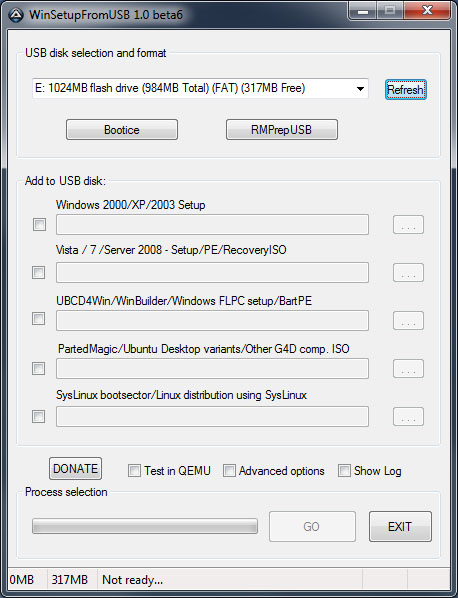 WinSetupFromUSB 1.0 beta6
USB disk selection and format
E: 1024MB flash drive (984MB Total) (FAT) (317MB Free)
Refresh
Bootice
RMPrepUSB
Add to USB disk:
Windows 2000/XP/2003 Setup
...
Vista / 7 /Server 2008 - Setup/PE/RecoveryISO
...
UBCD4Win/WinBuilder/Windows FLPC setup/BartPE
...
PartedMagic/Ubuntu Desktop variants/Other G4D comp. ISO
...
SysLinux bootsector/Linux distribution using SysLinux
...
DONATE
Test in QEMU
Advanced options
Show Log
Process selection
GO
EXIT
0MB
317MB
Not ready...